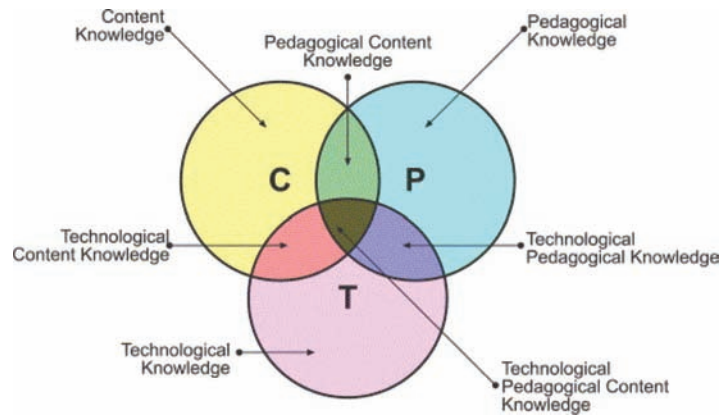 Content
Knowledge
Pedagogical Content
Knowledge
Pedagogical
Knowledge
C
P
Technological
Content Knowledge
Technological
Pedagogical Knowledge
T
Technological
Knowledge
Technological
Pedagogical Content
Knowledge